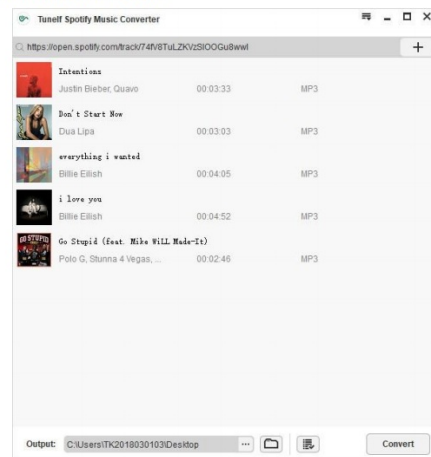 Tunelf Spotify Music Converter
https://open.spotify.com/track/74fV8TuLZKVzSlOOGu8wwl
Intentions
Justin Bieber, Quavo 00:03:33 MP3
Don't Start Now
Dua Lipa 00:03:03 MP3
everything i wanted
Billie Eilish 00:04:05 MP3
i love you
Billie Eilish 00:04:52 MP3
GO STUPID
Go Stupid (feat. Mike WiLL Made-It)
Polo G, Stunna 4 Vegas, ... 00:02:46 MP3
Output: C:\Users\TK2018030103\Desktop ... Convert